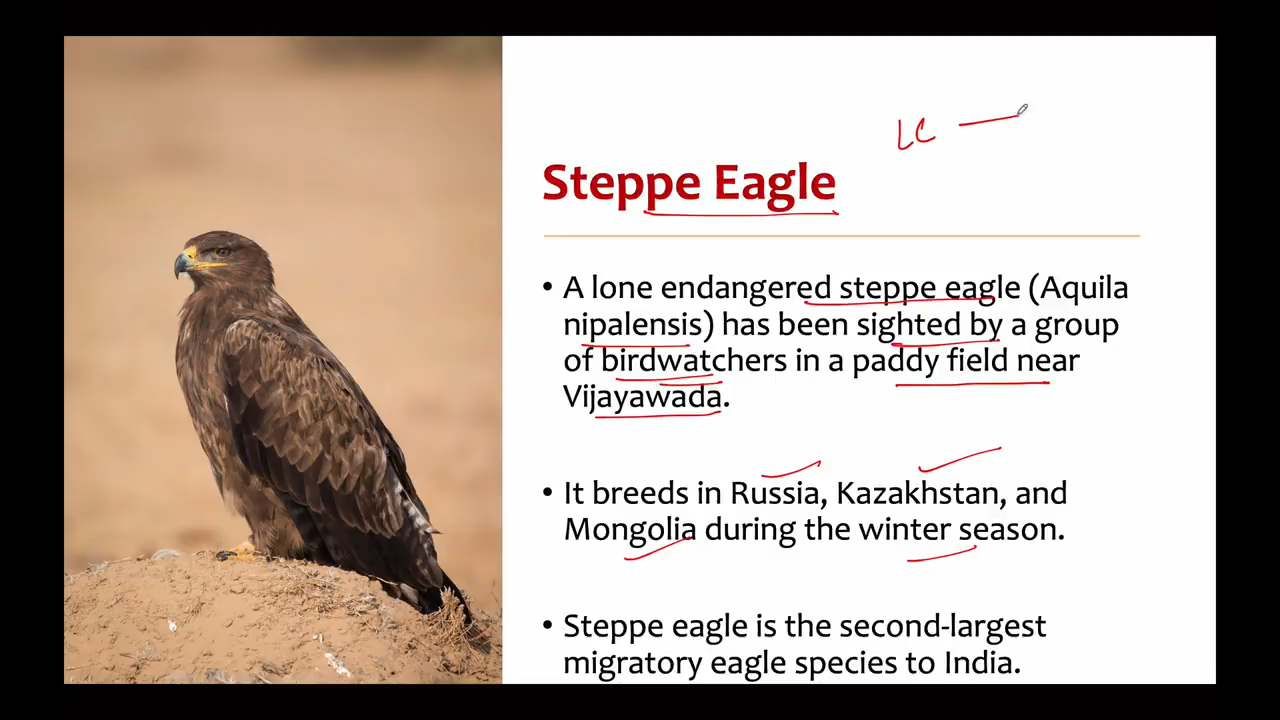 LC —
Steppe Eagle
• A lone endangered steppe eagle (Aquila
nipalensis) has been sighted by a group
of birdwatchers in a paddy field near
Vijayawada.
• It breeds in Russia, Kazakhstan, and
Mongolia during the winter season.
• Steppe eagle is the second-largest
migratory eagle species to India.